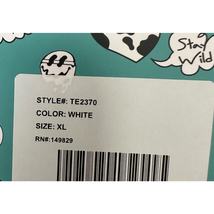 Stay
Wild
STYLE#: TE2370
COLOR: WHITE
SIZE: XL
RN#:149829